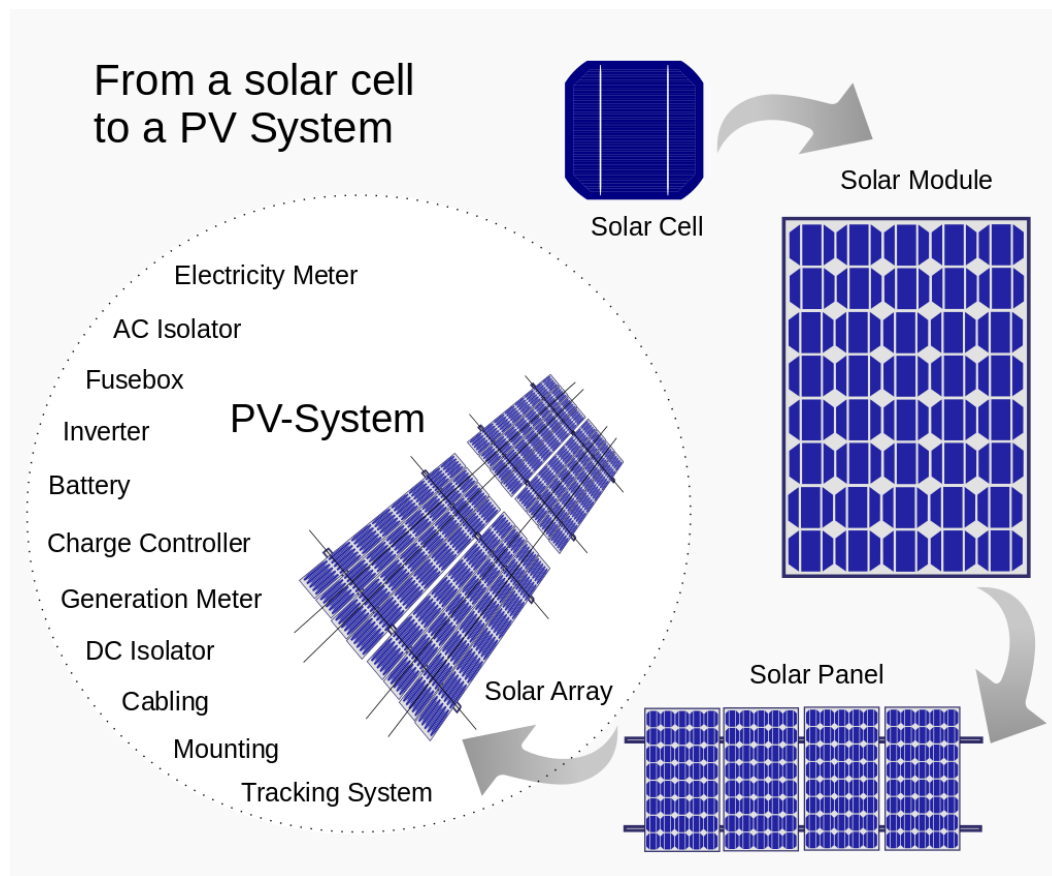 From a solar cell
to a PV System
Solar Cell
Solar Module
Electricity Meter
AC Isolator
Fusebox
PV-System
Inverter
Battery
Charge Controller
Generation Meter
DC Isolator
Cabling
Mounting
Tracking System
Solar Array
Solar Panel